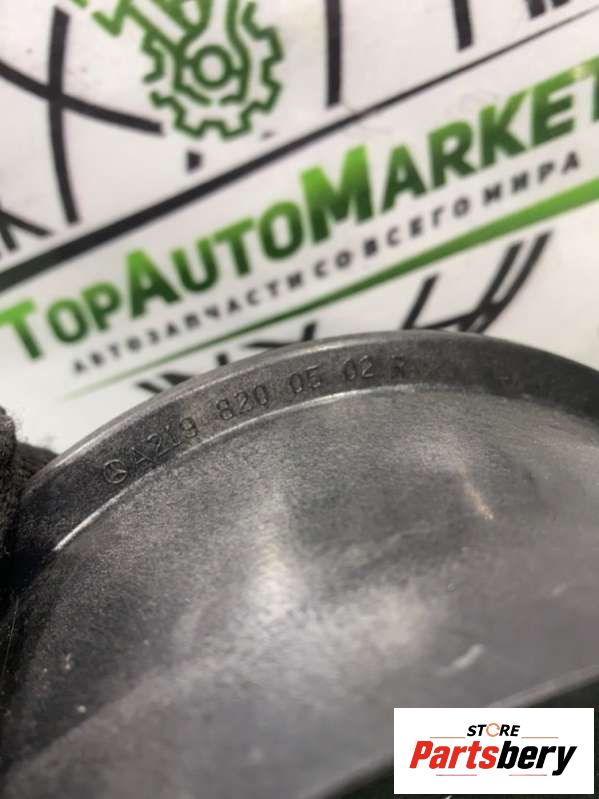 TOPAUTOMARKET
АВТОЗАПЧАСТИ СО ВСЕГО МИРА
A219 820 05 02 R
STORE
Partsbery